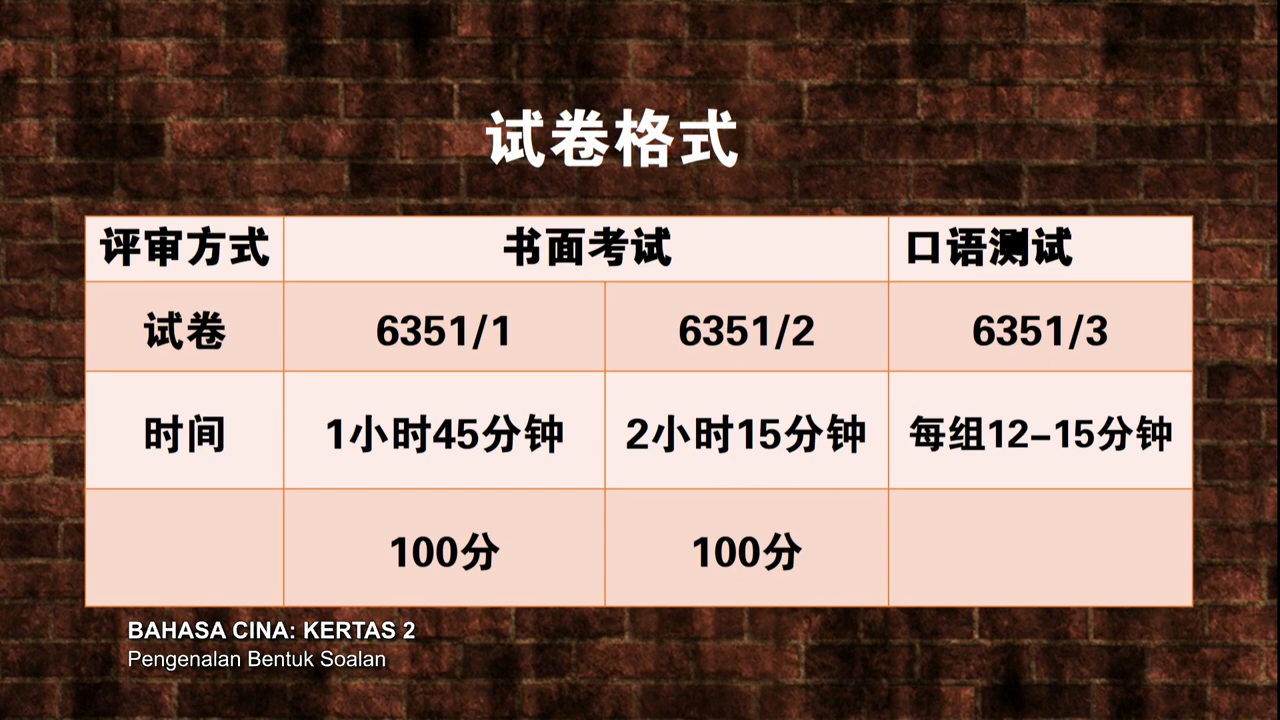 试卷格式
评审方式 书面考试 口语测试
试卷 6351/1 6351/2 6351/3
时间 1小时45分钟 2小时15分钟 每组12–15分钟
100分 100分
BAHASA CINA: KERTAS 2
Pengenalan Bentuk Soalan